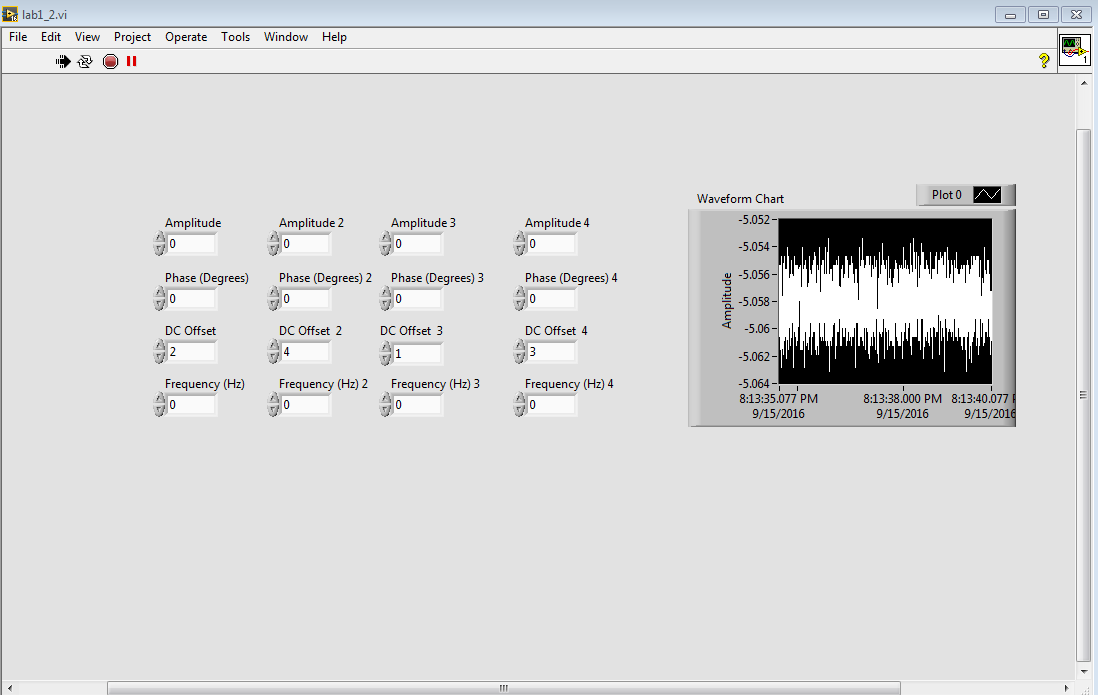 lab1_2.vi
File Edit View Project Operate Tools Window Help
?
1
Plot 0
Waveform Chart
Amplitude Amplitude 2 Amplitude 3 Amplitude 4
0 0 0 0
Phase (Degrees) Phase (Degrees) 2 Phase (Degrees) 3 Phase (Degrees) 4
0 0 0 0
DC Offset DC Offset 2 DC Offset 3 DC Offset 4
2 4 1 3
Frequency (Hz) Frequency (Hz) 2 Frequency (Hz) 3 Frequency (Hz) 4
0 0 0 0
Amplitude
-5.052
-5.054
-5.056
-5.058
-5.06
-5.062
-5.064
8:13:35.077 PM 8:13:38.000 PM 8:13:40.077
9/15/2016 9/15/2016 9/15/2016